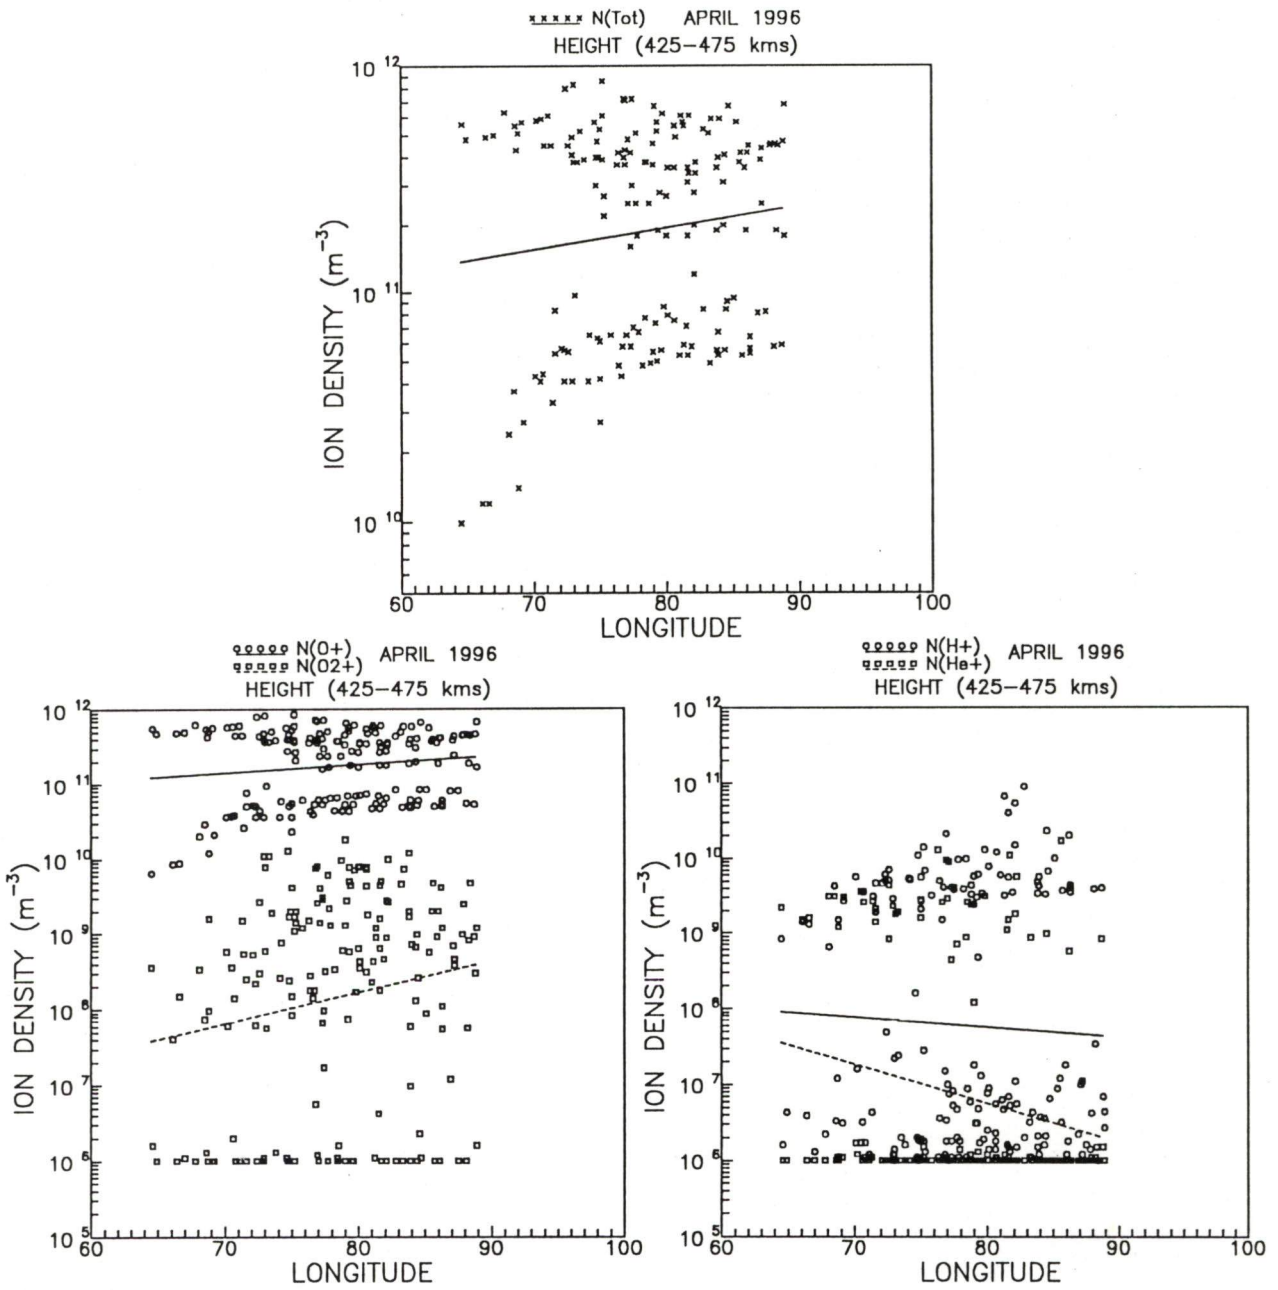 N(Tot) APRIL 1996
HEIGHT (425-475 kms)
10 12
10 11
10 10
ION DENSITY (m-3)
60 70 80 90 100
LONGITUDE
N(O+) APRIL 1996
N(O2+)
HEIGHT (425-475 kms)
10 12
10 11
10 10
10 9
10 8
10 7
10 6
10 5
ION DENSITY (m-3)
60 70 80 90 100
LONGITUDE
N(H+) APRIL 1996
N(He+)
HEIGHT (425-475 kms)
10 12
10 11
10 10
10 9
10 8
10 7
10 6
10 5
ION DENSITY (m-3)
60 70 80 90 100
LONGITUDE